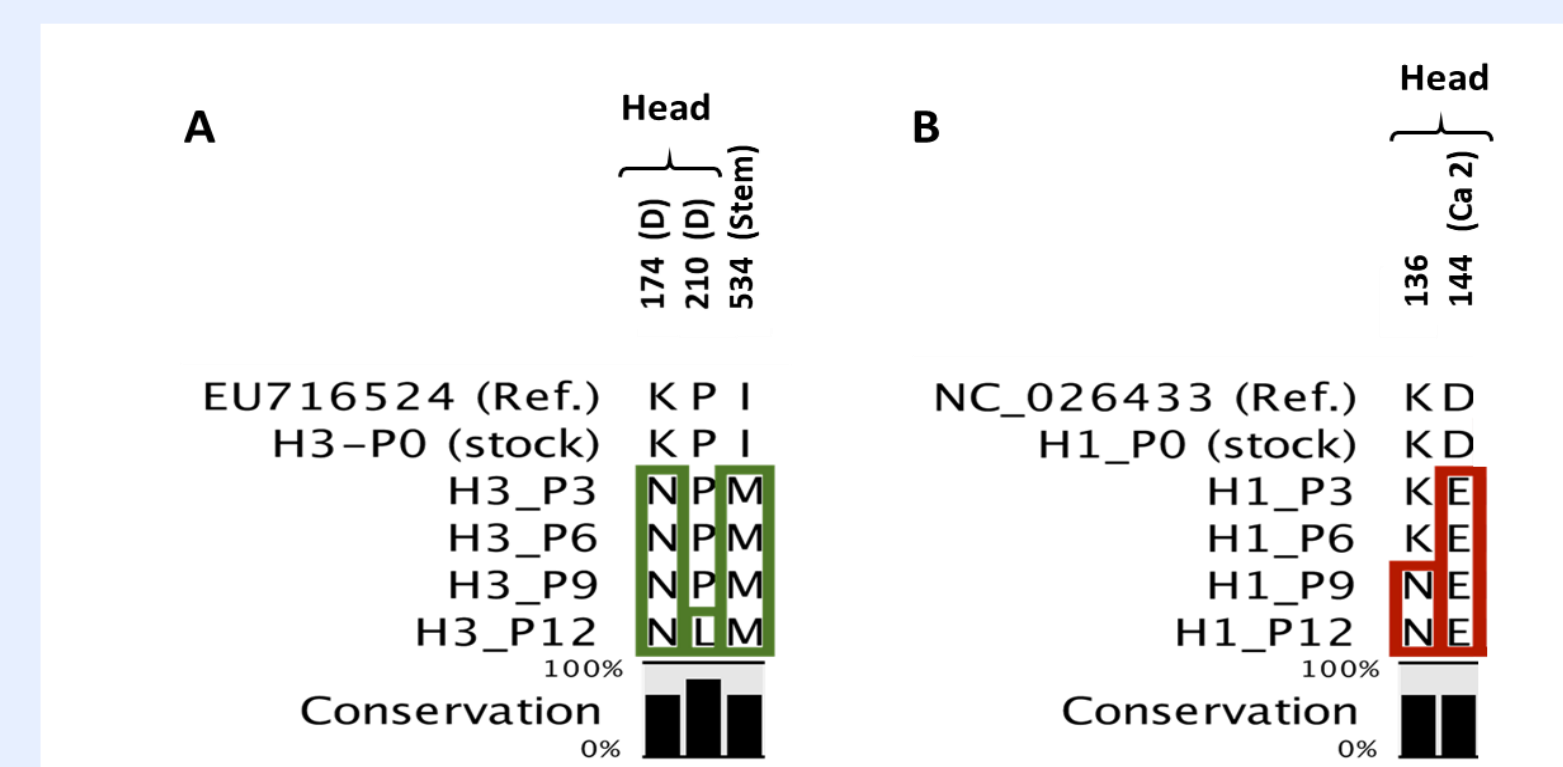 A
Head
174 (D)
210 (D)
534 (Stem)
EU716524 (Ref.) K P I
H3-P0 (stock) K P I
H3_P3 N P M
H3_P6 N P M
H3_P9 N P M
H3_P12 N L M
100%
Conservation
0%
B
Head
136
144 (Ca 2)
NC_026433 (Ref.) K D
H1_P0 (stock) K D
H1_P3 K E
H1_P6 K E
H1_P9 N E
H1_P12 N E
100%
Conservation
0%